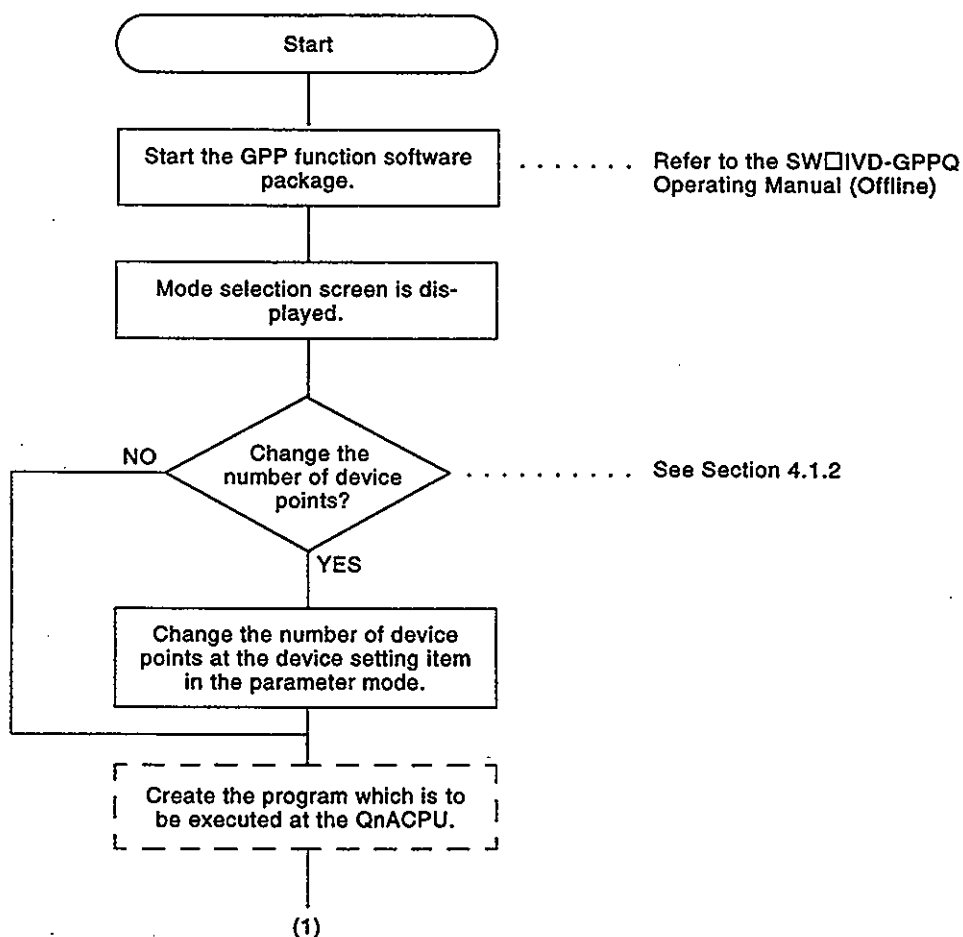 Start
Start the GPP function software
package.
. . . . . . . Refer to the SW□IVD-GPPQ
Operating Manual (Offline)
Mode selection screen is dis-
played.
NO
Change the
number of device
points?
. . . . . . . . . . See Section 4.1.2
YES
Change the number of device
points at the device setting item
in the parameter mode.
Create the program which is to
be executed at the QnACPU.
(1)